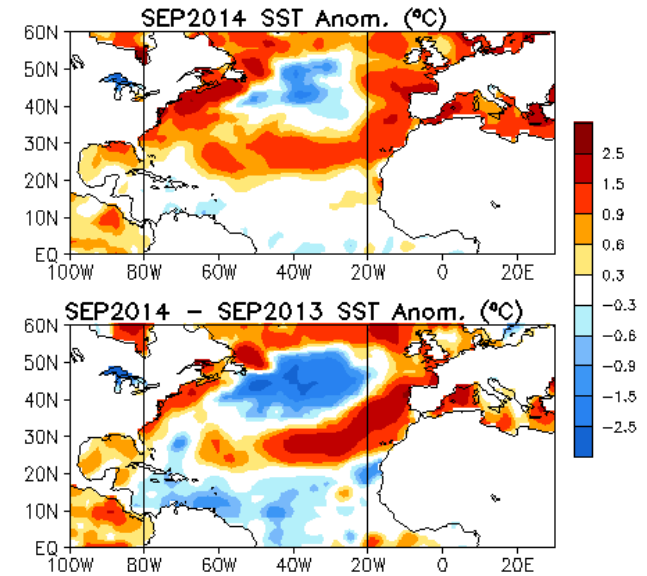 SEP2014 SST Anom. (°C)
60N
50N
40N
30N
20N
10N
EQ
100W 80W 60W 40W 20W 0 20E
2.5
1.5
0.9
0.6
0.3
-0.3
-0.6
-0.9
-1.5
-2.5
SEP2014 - SEP2013 SST Anom. (°C)
60N
50N
40N
30N
20N
10N
EQ
100W 80W 60W 40W 20W 0 20E